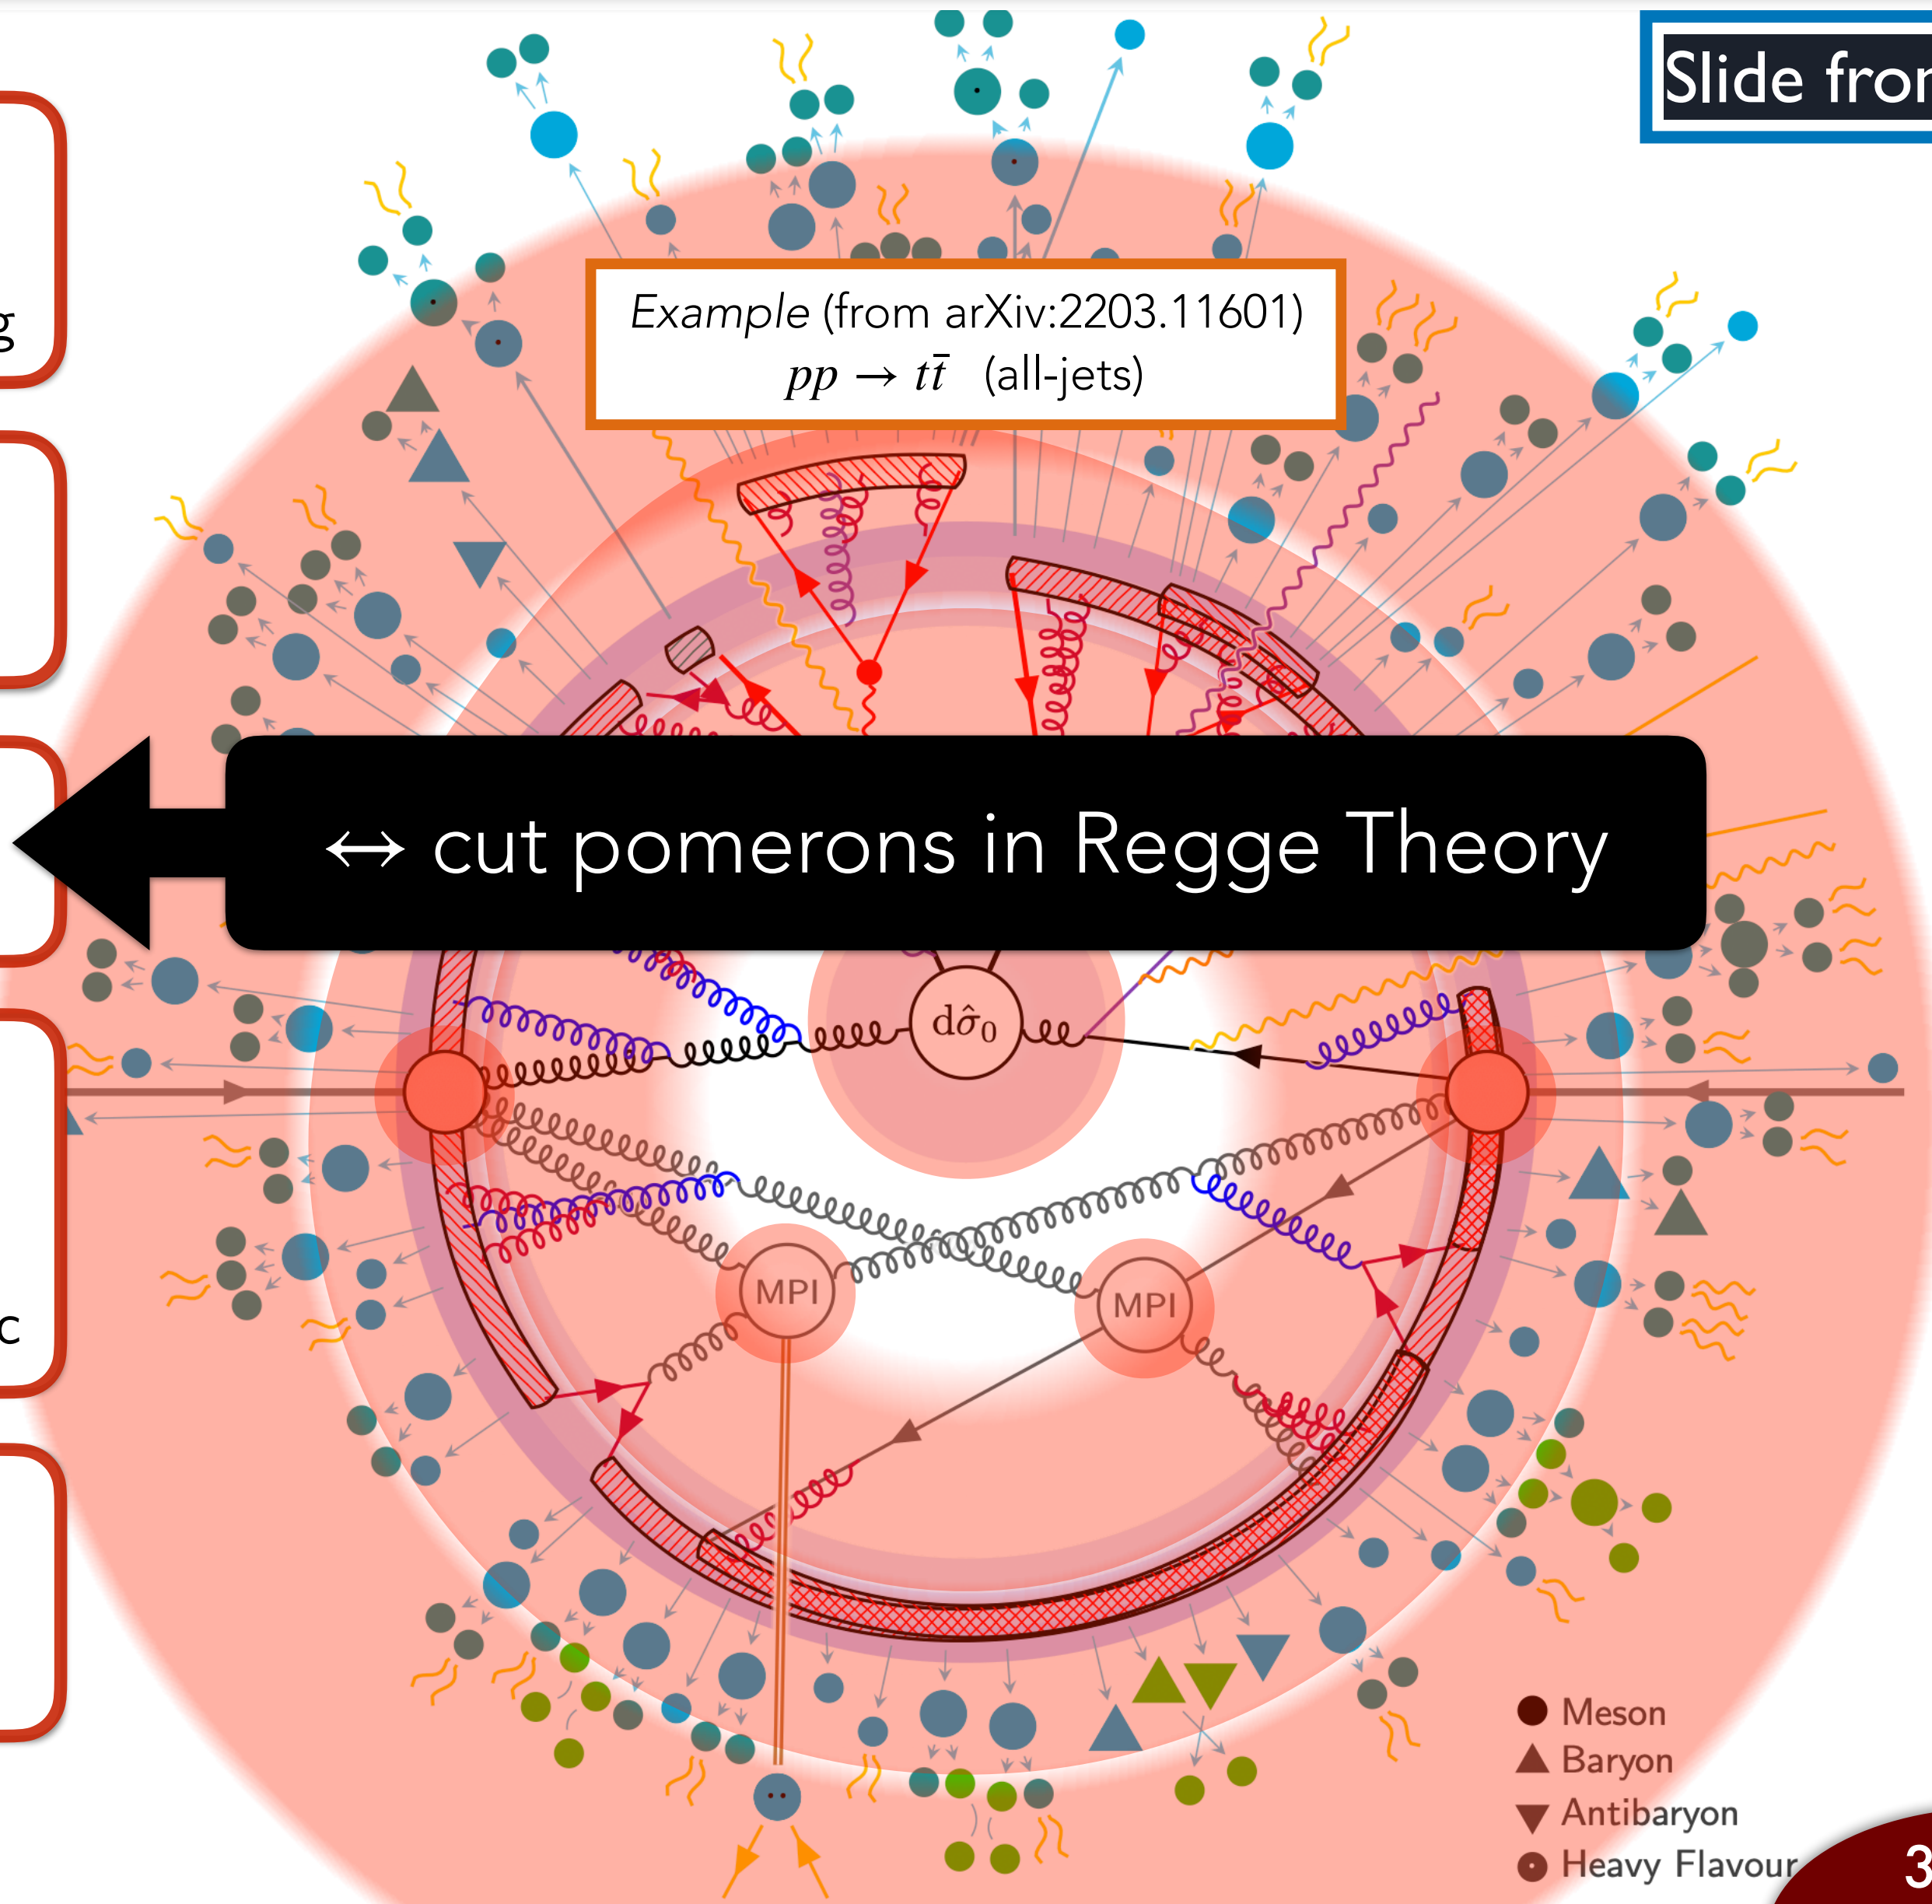 Slide fro
g
Example (from arXiv:2203.11601)
pp → tt̄ (all-jets)
↔ cut pomerons in Regge Theory
dσ̂₀
MPI
MPI
c
Meson
Baryon
Antibaryon
Heavy Flavour
3